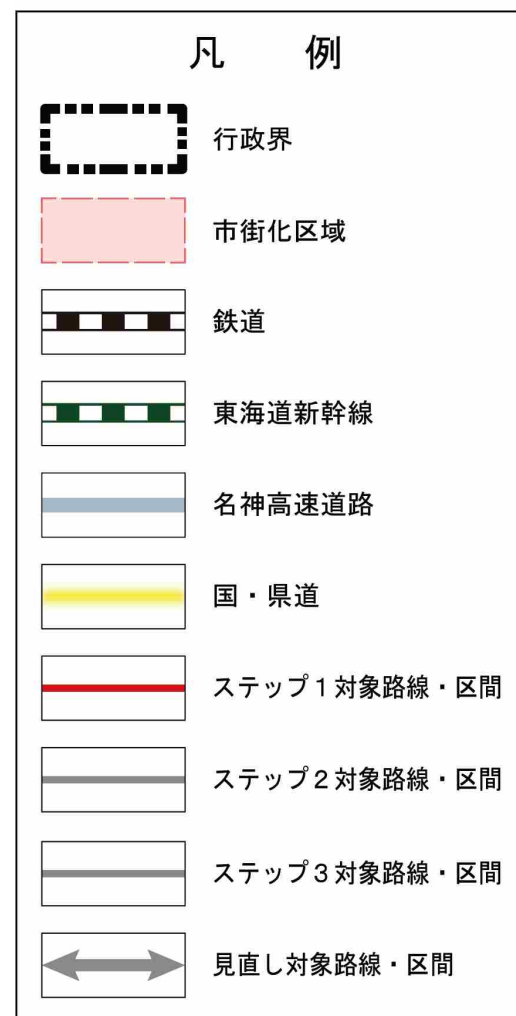 凡　例
行政界
市街化区域
鉄道
東海道新幹線
名神高速道路
国・県道
ステップ１対象路線・区間
ステップ２対象路線・区間
ステップ３対象路線・区間
見直し対象路線・区間